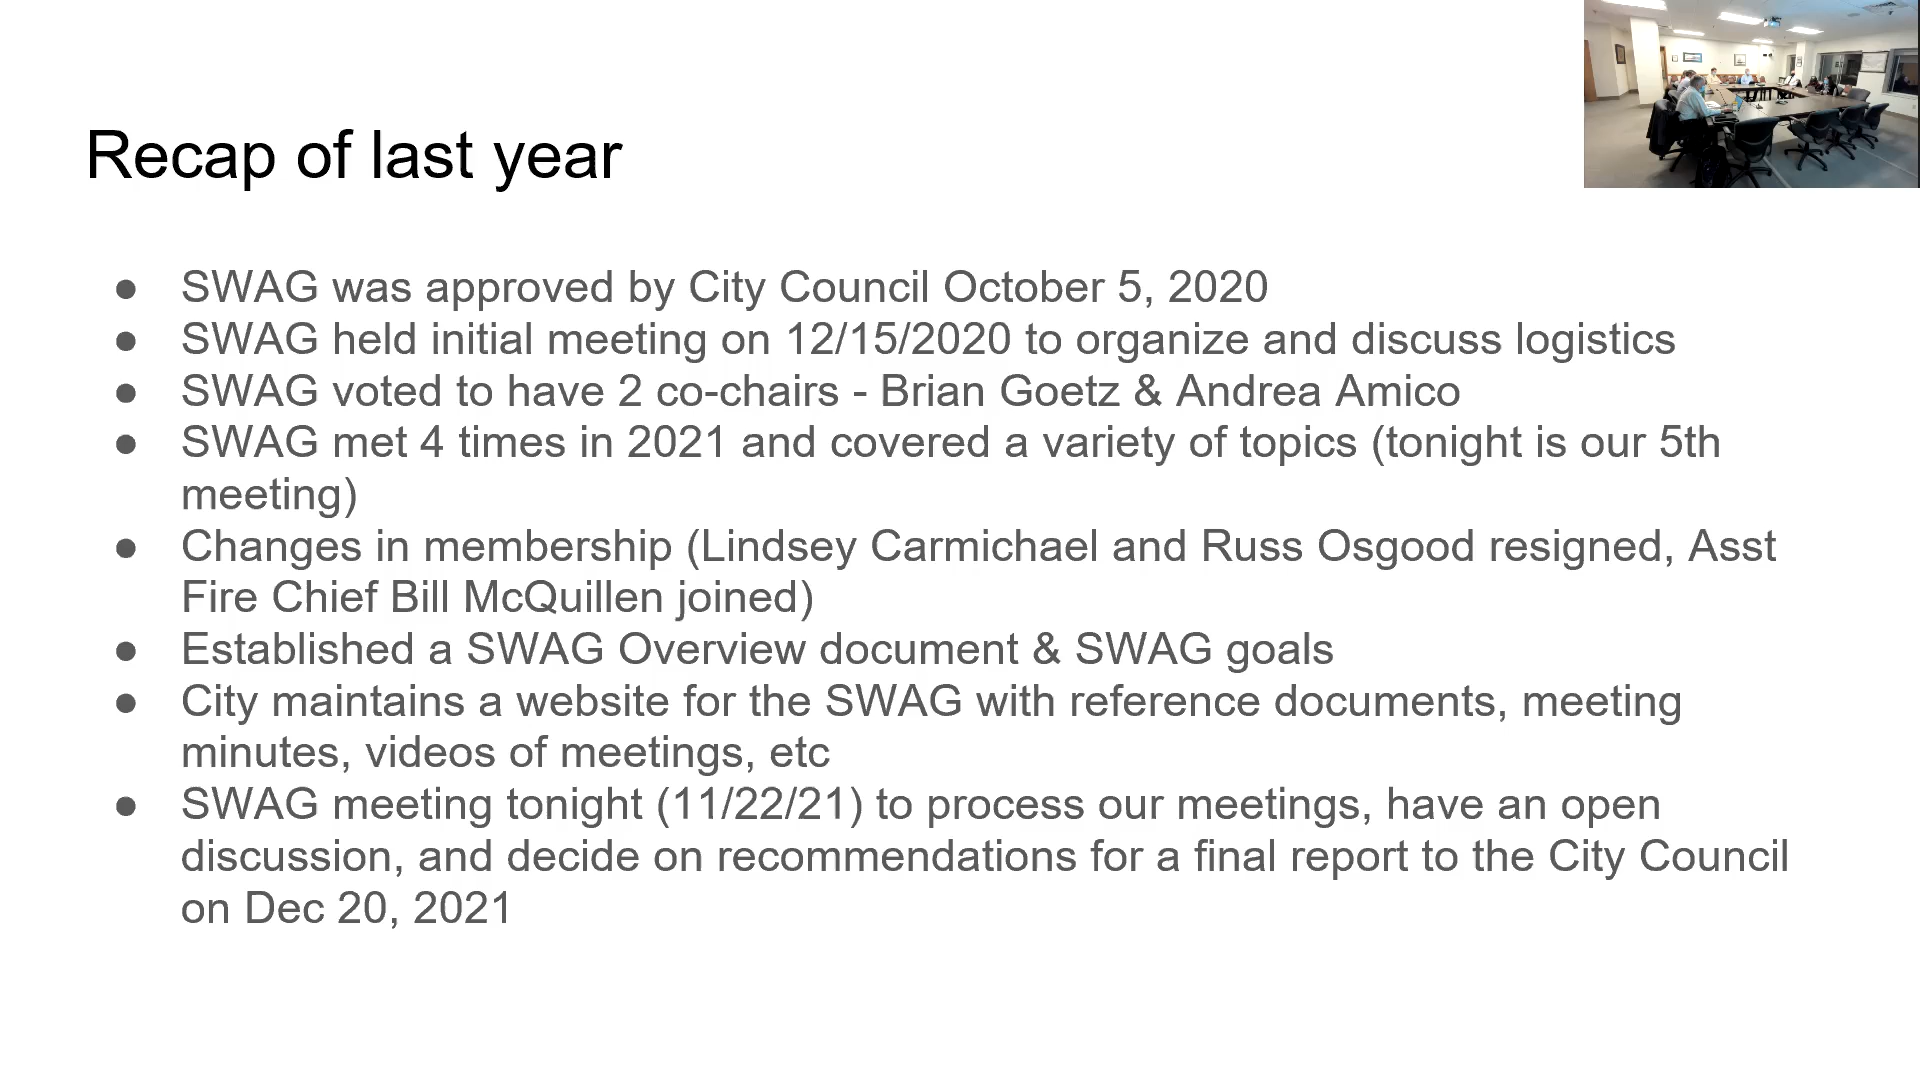 Recap of last year
● SWAG was approved by City Council October 5, 2020
● SWAG held initial meeting on 12/15/2020 to organize and discuss logistics
● SWAG voted to have 2 co-chairs - Brian Goetz & Andrea Amico
● SWAG met 4 times in 2021 and covered a variety of topics (tonight is our 5th
meeting)
● Changes in membership (Lindsey Carmichael and Russ Osgood resigned, Asst
Fire Chief Bill McQuillen joined)
● Established a SWAG Overview document & SWAG goals
● City maintains a website for the SWAG with reference documents, meeting
minutes, videos of meetings, etc
● SWAG meeting tonight (11/22/21) to process our meetings, have an open
discussion, and decide on recommendations for a final report to the City Council
on Dec 20, 2021